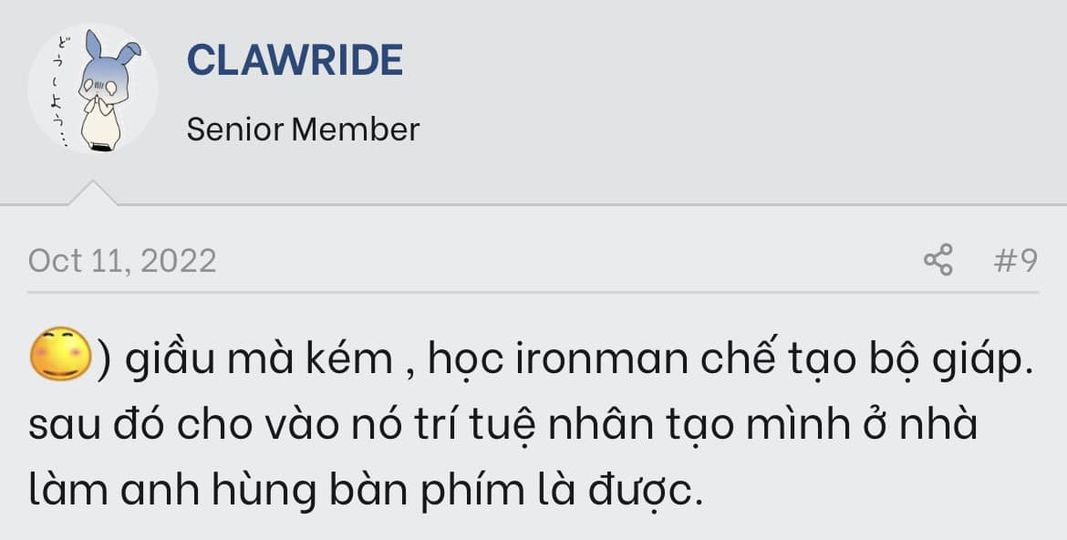 どうしよう...
CLAWRIDE
Senior Member
Oct 11, 2022
#9
) giầu mà kém , học ironman chế tạo bộ giáp.
sau đó cho vào nó trí tuệ nhân tạo mình ở nhà
làm anh hùng bàn phím là được.